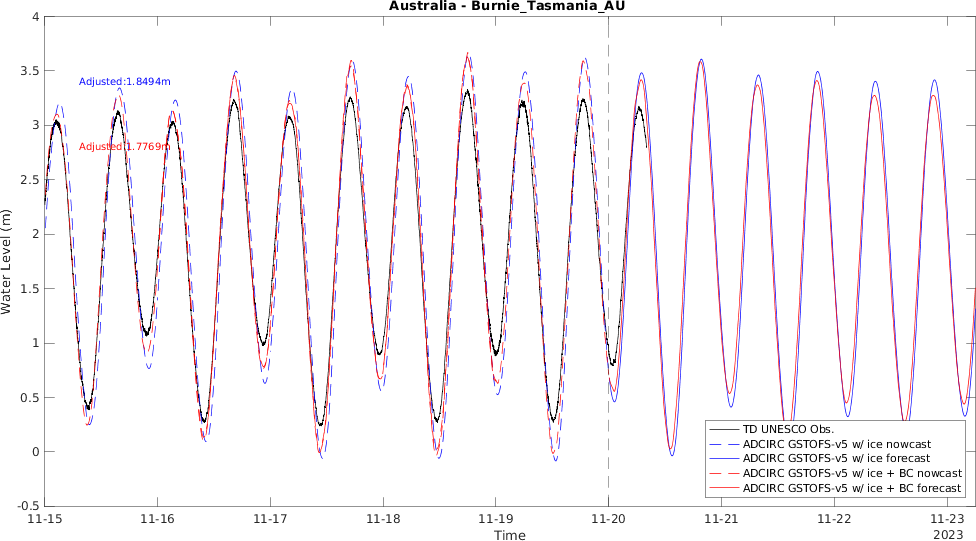 Australia - Burnie_Tasmania_AU
4
3.5
3
2.5
2
1.5
1
0.5
0
-0.5
Water Level (m)
Adjusted:1.8494m
Adjusted:1.7769m
TD UNESCO Obs.
ADCIRC GSTOFS-v5 w/ ice nowcast
ADCIRC GSTOFS-v5 w/ ice forecast
ADCIRC GSTOFS-v5 w/ ice + BC nowcast
ADCIRC GSTOFS-v5 w/ ice + BC forecast
11-15 11-16 11-17 11-18 11-19 11-20 11-21 11-22 11-23
Time 2023